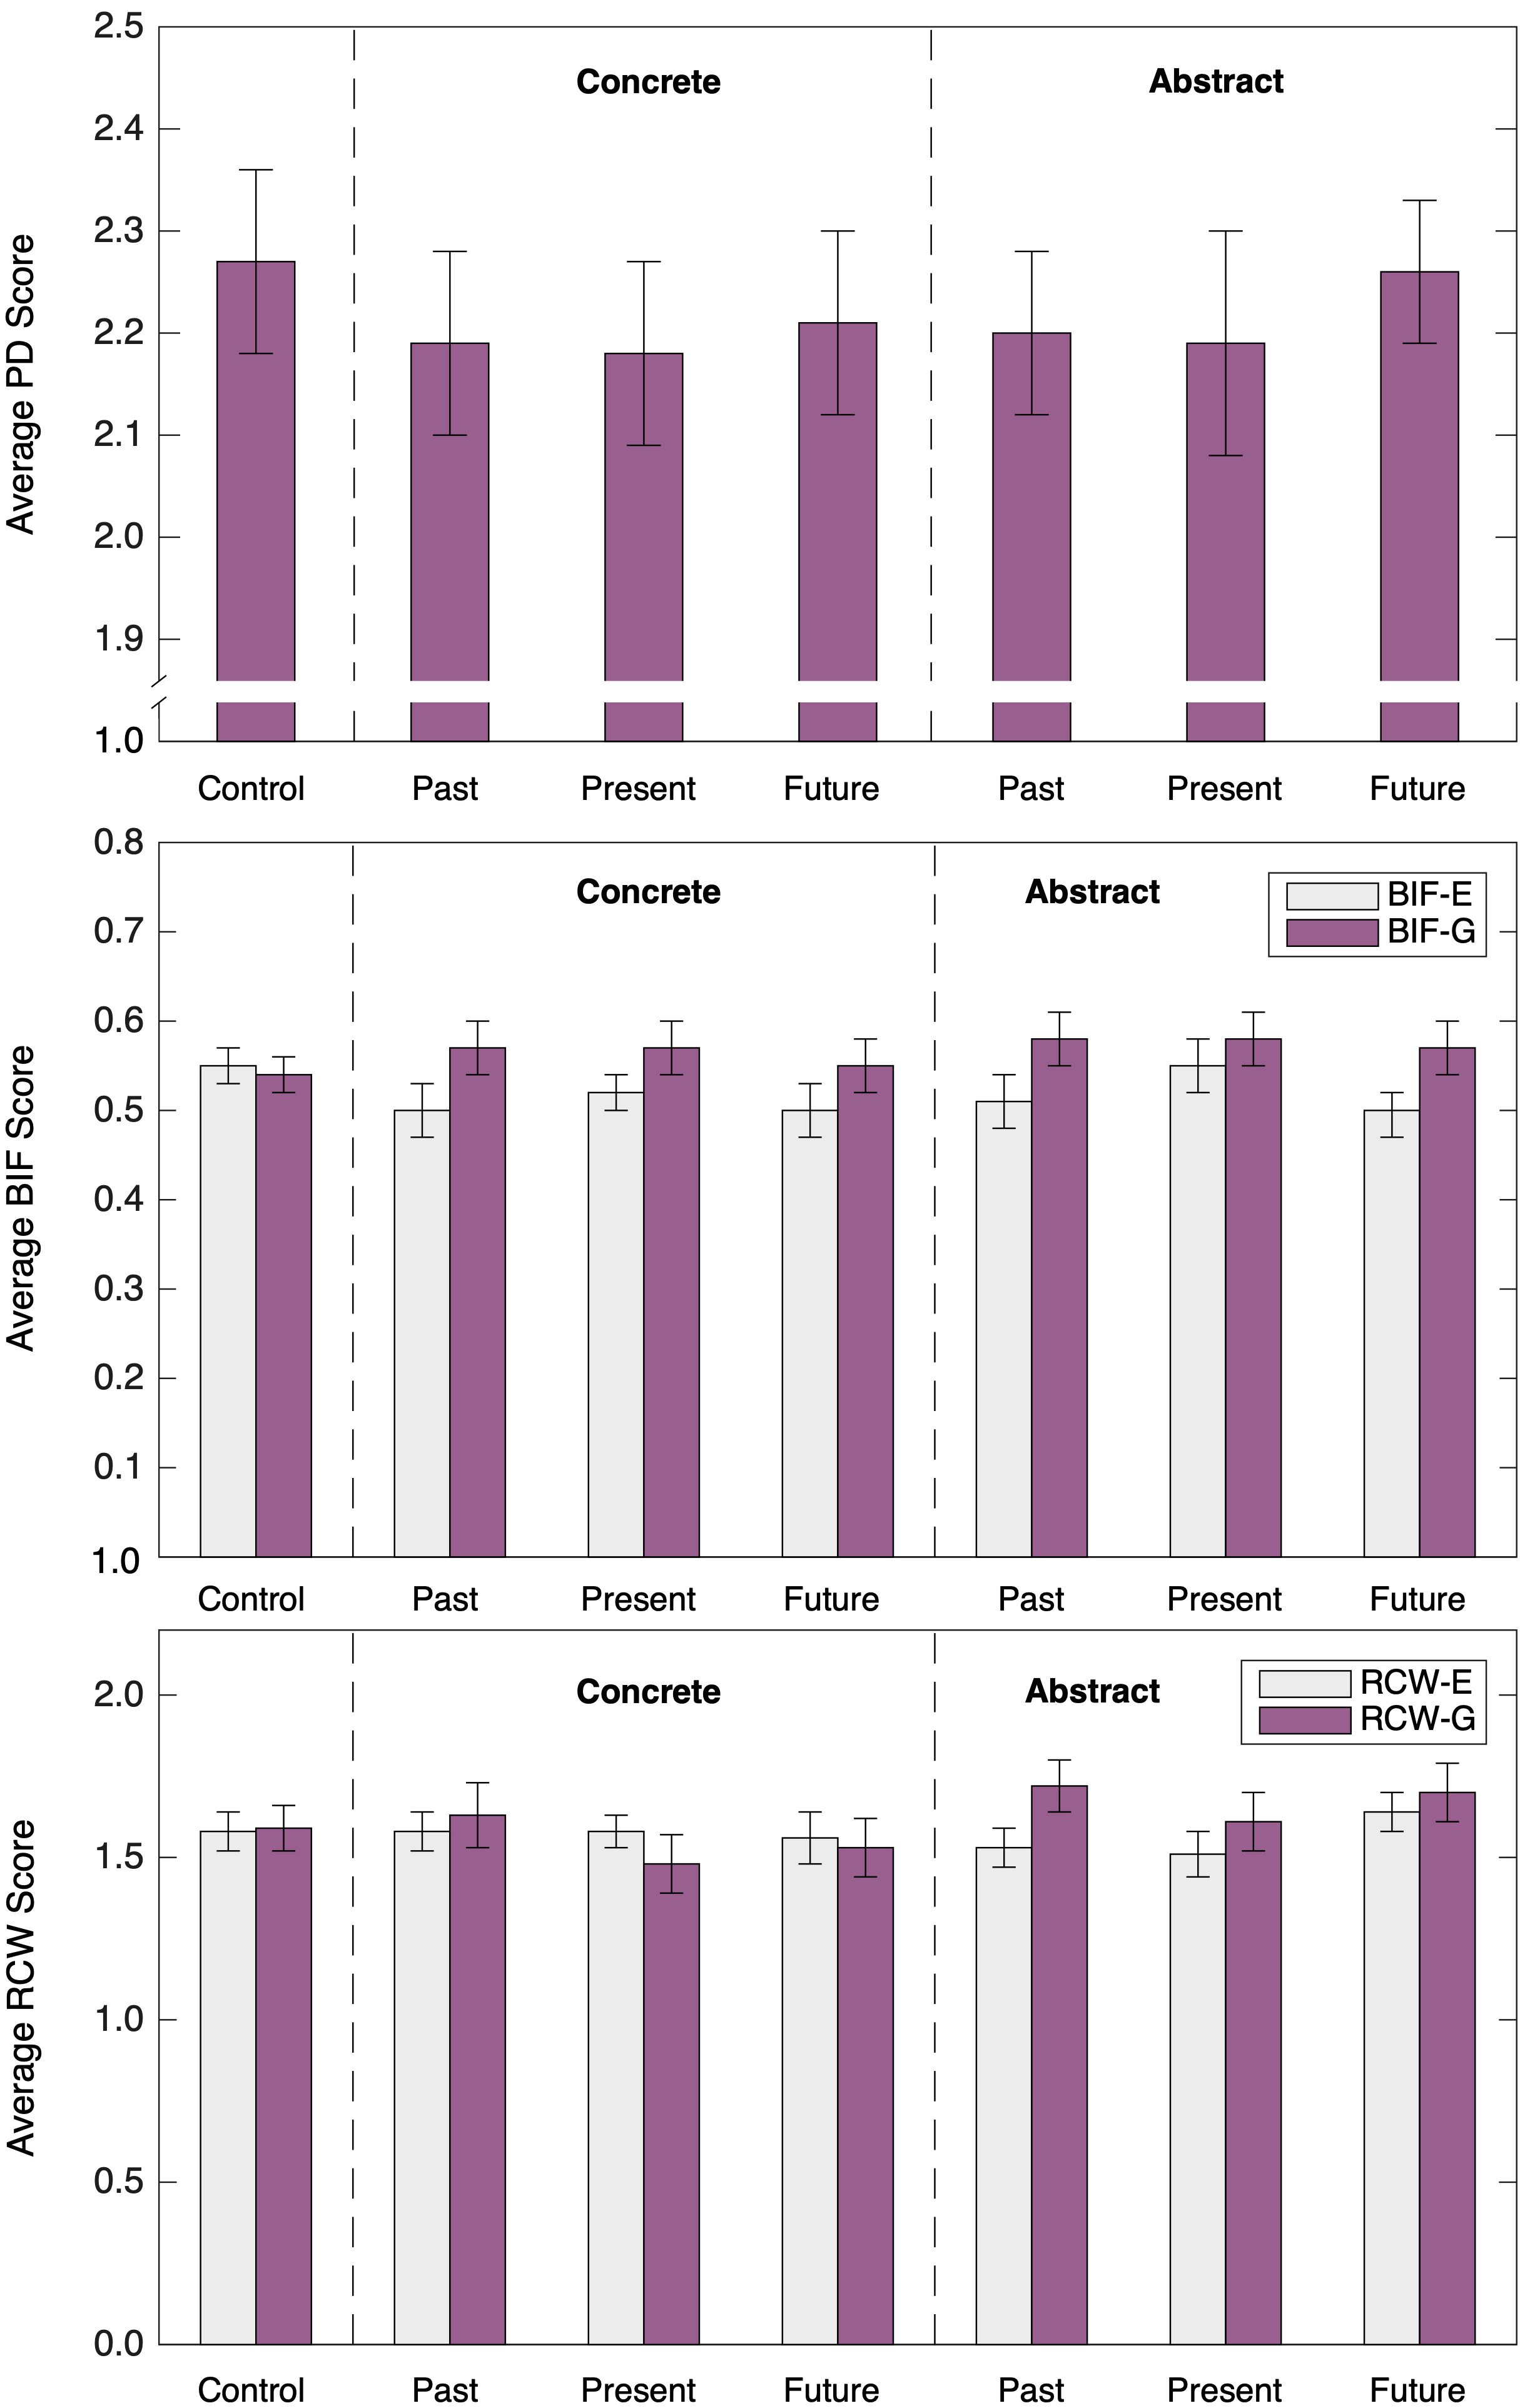 2.5
Concrete
Abstract
2.4
2.3
2.2
2.1
2.0
1.9
1.0
Average PD Score
Control Past Present Future Past Present Future
0.8
Concrete
Abstract
BIF-E
BIF-G
0.7
0.6
0.5
0.4
0.3
0.2
0.1
1.0
Average BIF Score
Control Past Present Future Past Present Future
Concrete
Abstract
RCW-E
RCW-G
2.0
1.5
1.0
0.5
0.0
Average RCW Score
Control Past Present Future Past Present Future